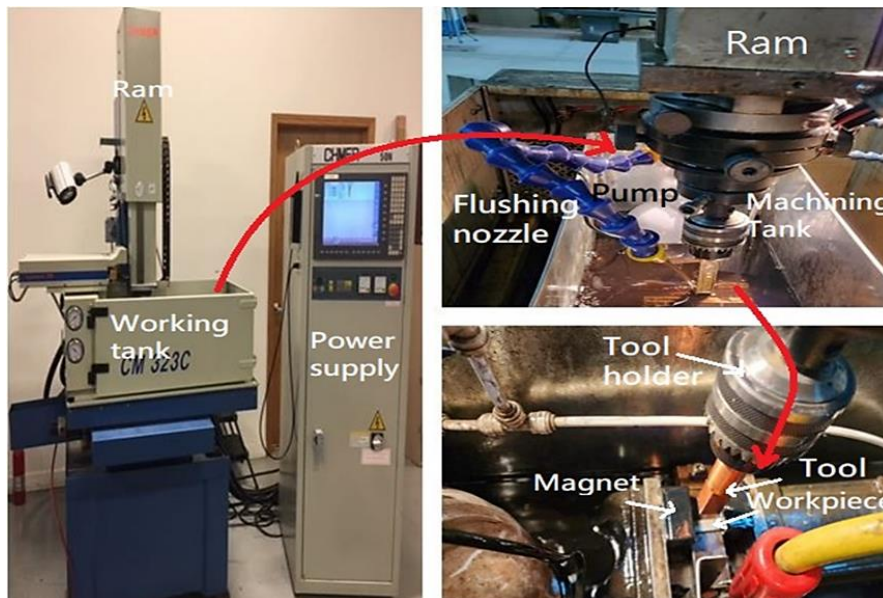 Ram
CHMER
50N
Working
tank
CM 323C
Power
supply
Ram
Pump
Flushing
nozzle
Machining
Tank
Tool
holder
Magnet
Tool
Workpiece